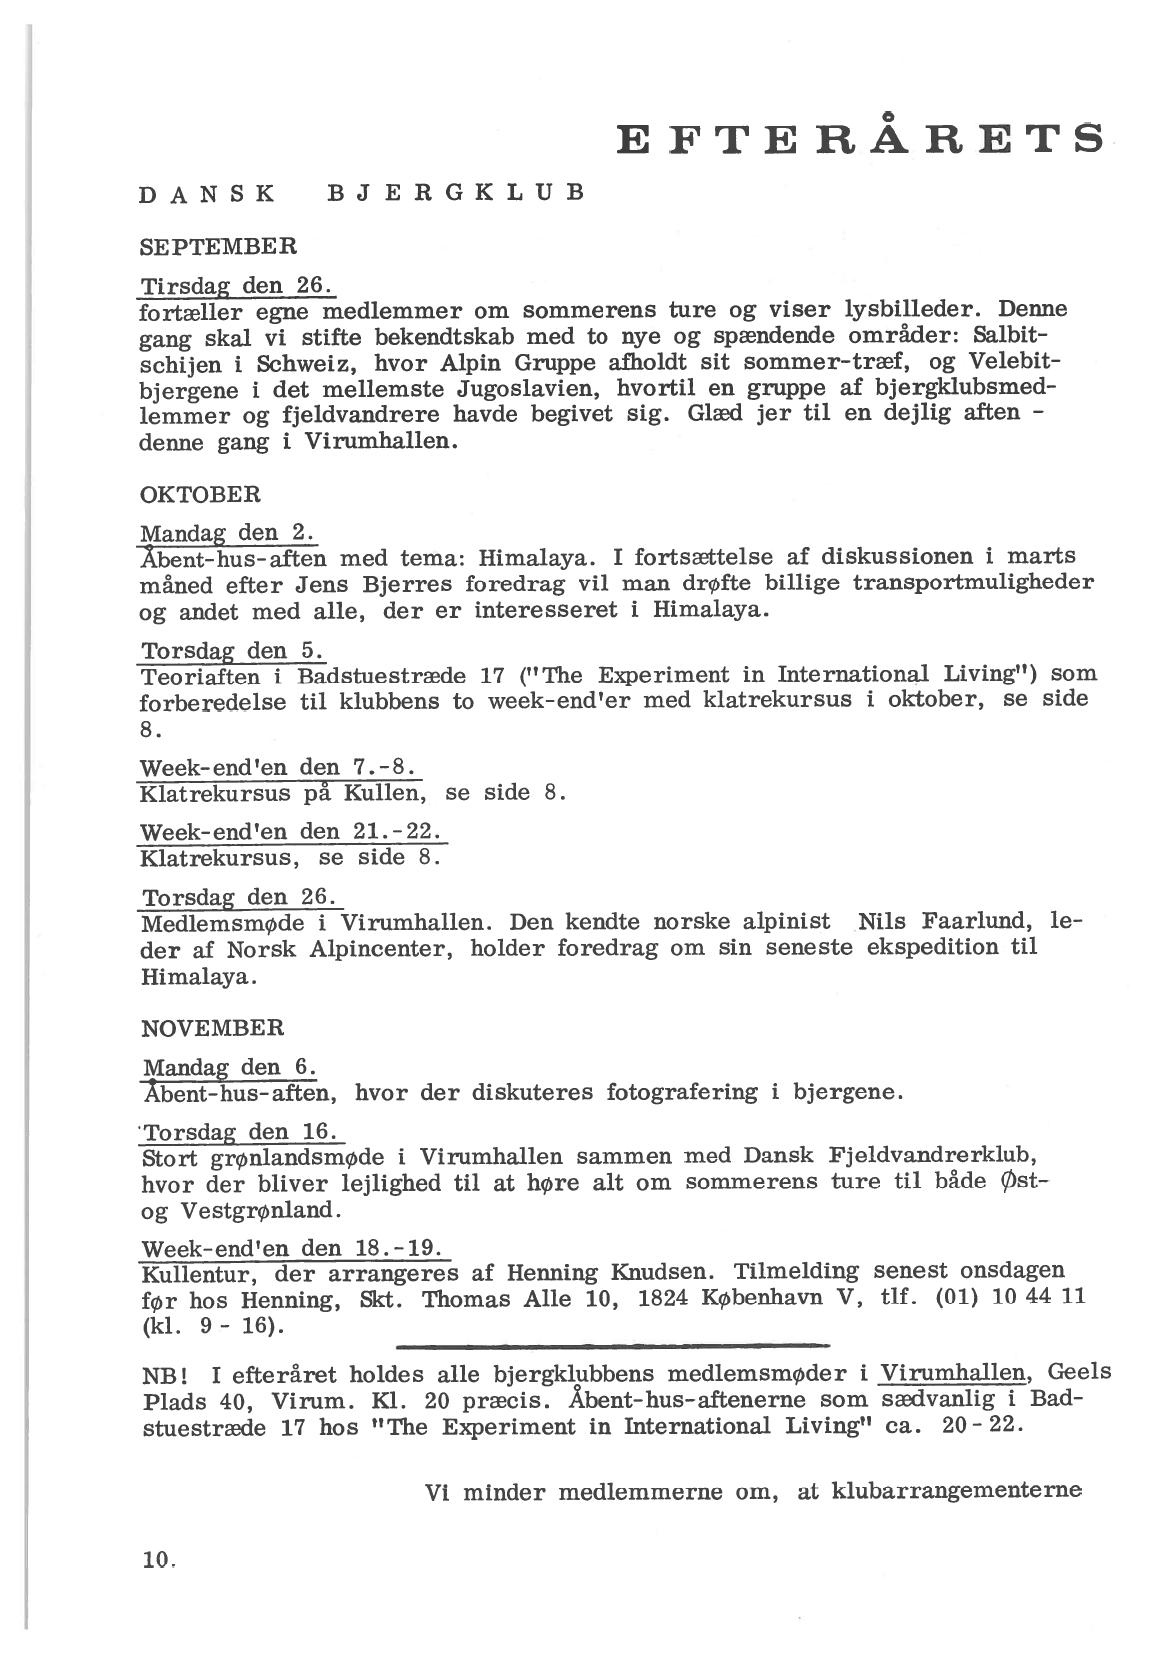 EFTERÅRETS
DANSK BJERGKLUB
SEPTEMBER
Tirsdag den 26.
fortæller egne medlemmer om sommerens ture og viser lysbilleder. Denne
gang skal vi stifte bekendtskab med to nye og spændende områder: Salbit-
schijen i Schweiz, hvor Alpin Gruppe afholdt sit sommer-træf, og Velebit-
bjergene i det mellemste Jugoslavien, hvortil en gruppe af bjergklubsmed-
lemmer og fjeldvandrere havde begivet sig. Glæd jer til en dejlig aften -
denne gang i Virumhallen.
OKTOBER
Mandag den 2.
Åbent-hus-aften med tema: Himalaya. I fortsættelse af diskussionen i marts
måned efter Jens Bjerres foredrag vil man drøfte billige transportmuligheder
og andet med alle, der er interesseret i Himalaya.
Torsdag den 5.
Teoriaften i Badstuestræde 17 ("The Experiment in International Living") som
forberedelse til klubbens to week-end'er med klatrekursus i oktober, se side
8.
Week-end'en den 7.-8.
Klatrekursus på Kullen, se side 8.
Week-end'en den 21.-22.
Klatrekursus, se side 8.
Torsdag den 26.
Medlemsmøde i Virumhallen. Den kendte norske alpinist Nils Faarlund, le-
der af Norsk Alpincenter, holder foredrag om sin seneste ekspedition til
Himalaya.
NOVEMBER
Mandag den 6.
Åbent-hus-aften, hvor der diskuteres fotografering i bjergene.
Torsdag den 16.
Stort grønlandsmøde i Virumhallen sammen med Dansk Fjeldvandrerklub,
hvor der bliver lejlighed til at høre alt om sommerens ture til både Øst-
og Vestgrønland.
Week-end'en den 18.-19.
Kullentur, der arrangeres af Henning Knudsen. Tilmelding senest onsdagen
før hos Henning, Skt. Thomas Alle 10, 1824 København V, tlf. (01) 10 44 11
(kl. 9 - 16).
NB! I efteråret holdes alle bjergklubbens medlemsmøder i Virumhallen, Geels
Plads 40, Virum. Kl. 20 præcis. Åbent-hus-aftenerne som sædvanlig i Bad-
stuestræde 17 hos "The Experiment in International Living" ca. 20 - 22.
Vi minder medlemmerne om, at klubarrangementerne
10.